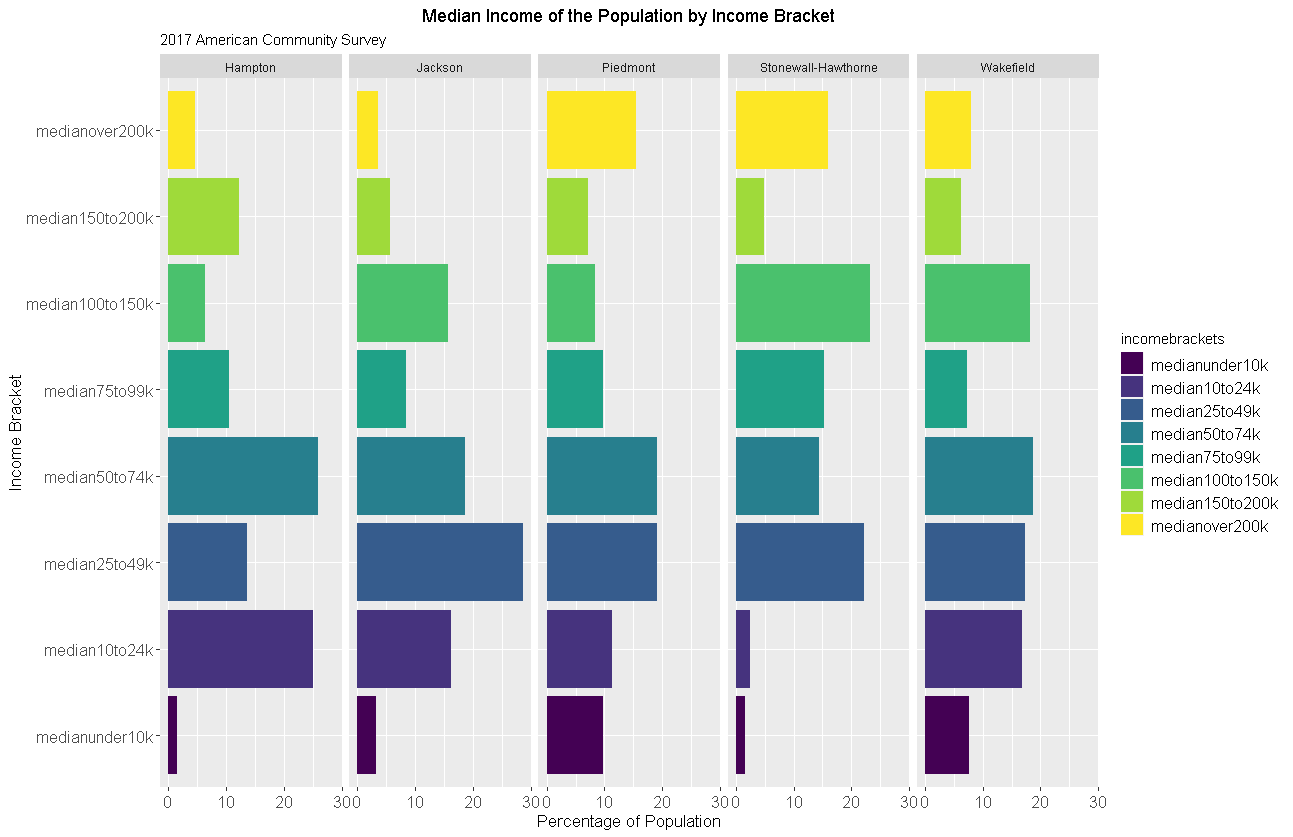 Median Income of the Population by Income Bracket
2017 American Community Survey
Hampton Jackson Piedmont Stonewall-Hawthorne Wakefield
medianover200k
median150to200k
median100to150k
median75to99k
median50to74k
median25to49k
median10to24k
medianunder10k
Income Bracket
0 10 20 30 0 10 20 30 0 10 20 30 0 10 20 30 0 10 20 30
Percentage of Population
incomebrackets
medianunder10k
median10to24k
median25to49k
median50to74k
median75to99k
median100to150k
median150to200k
medianover200k